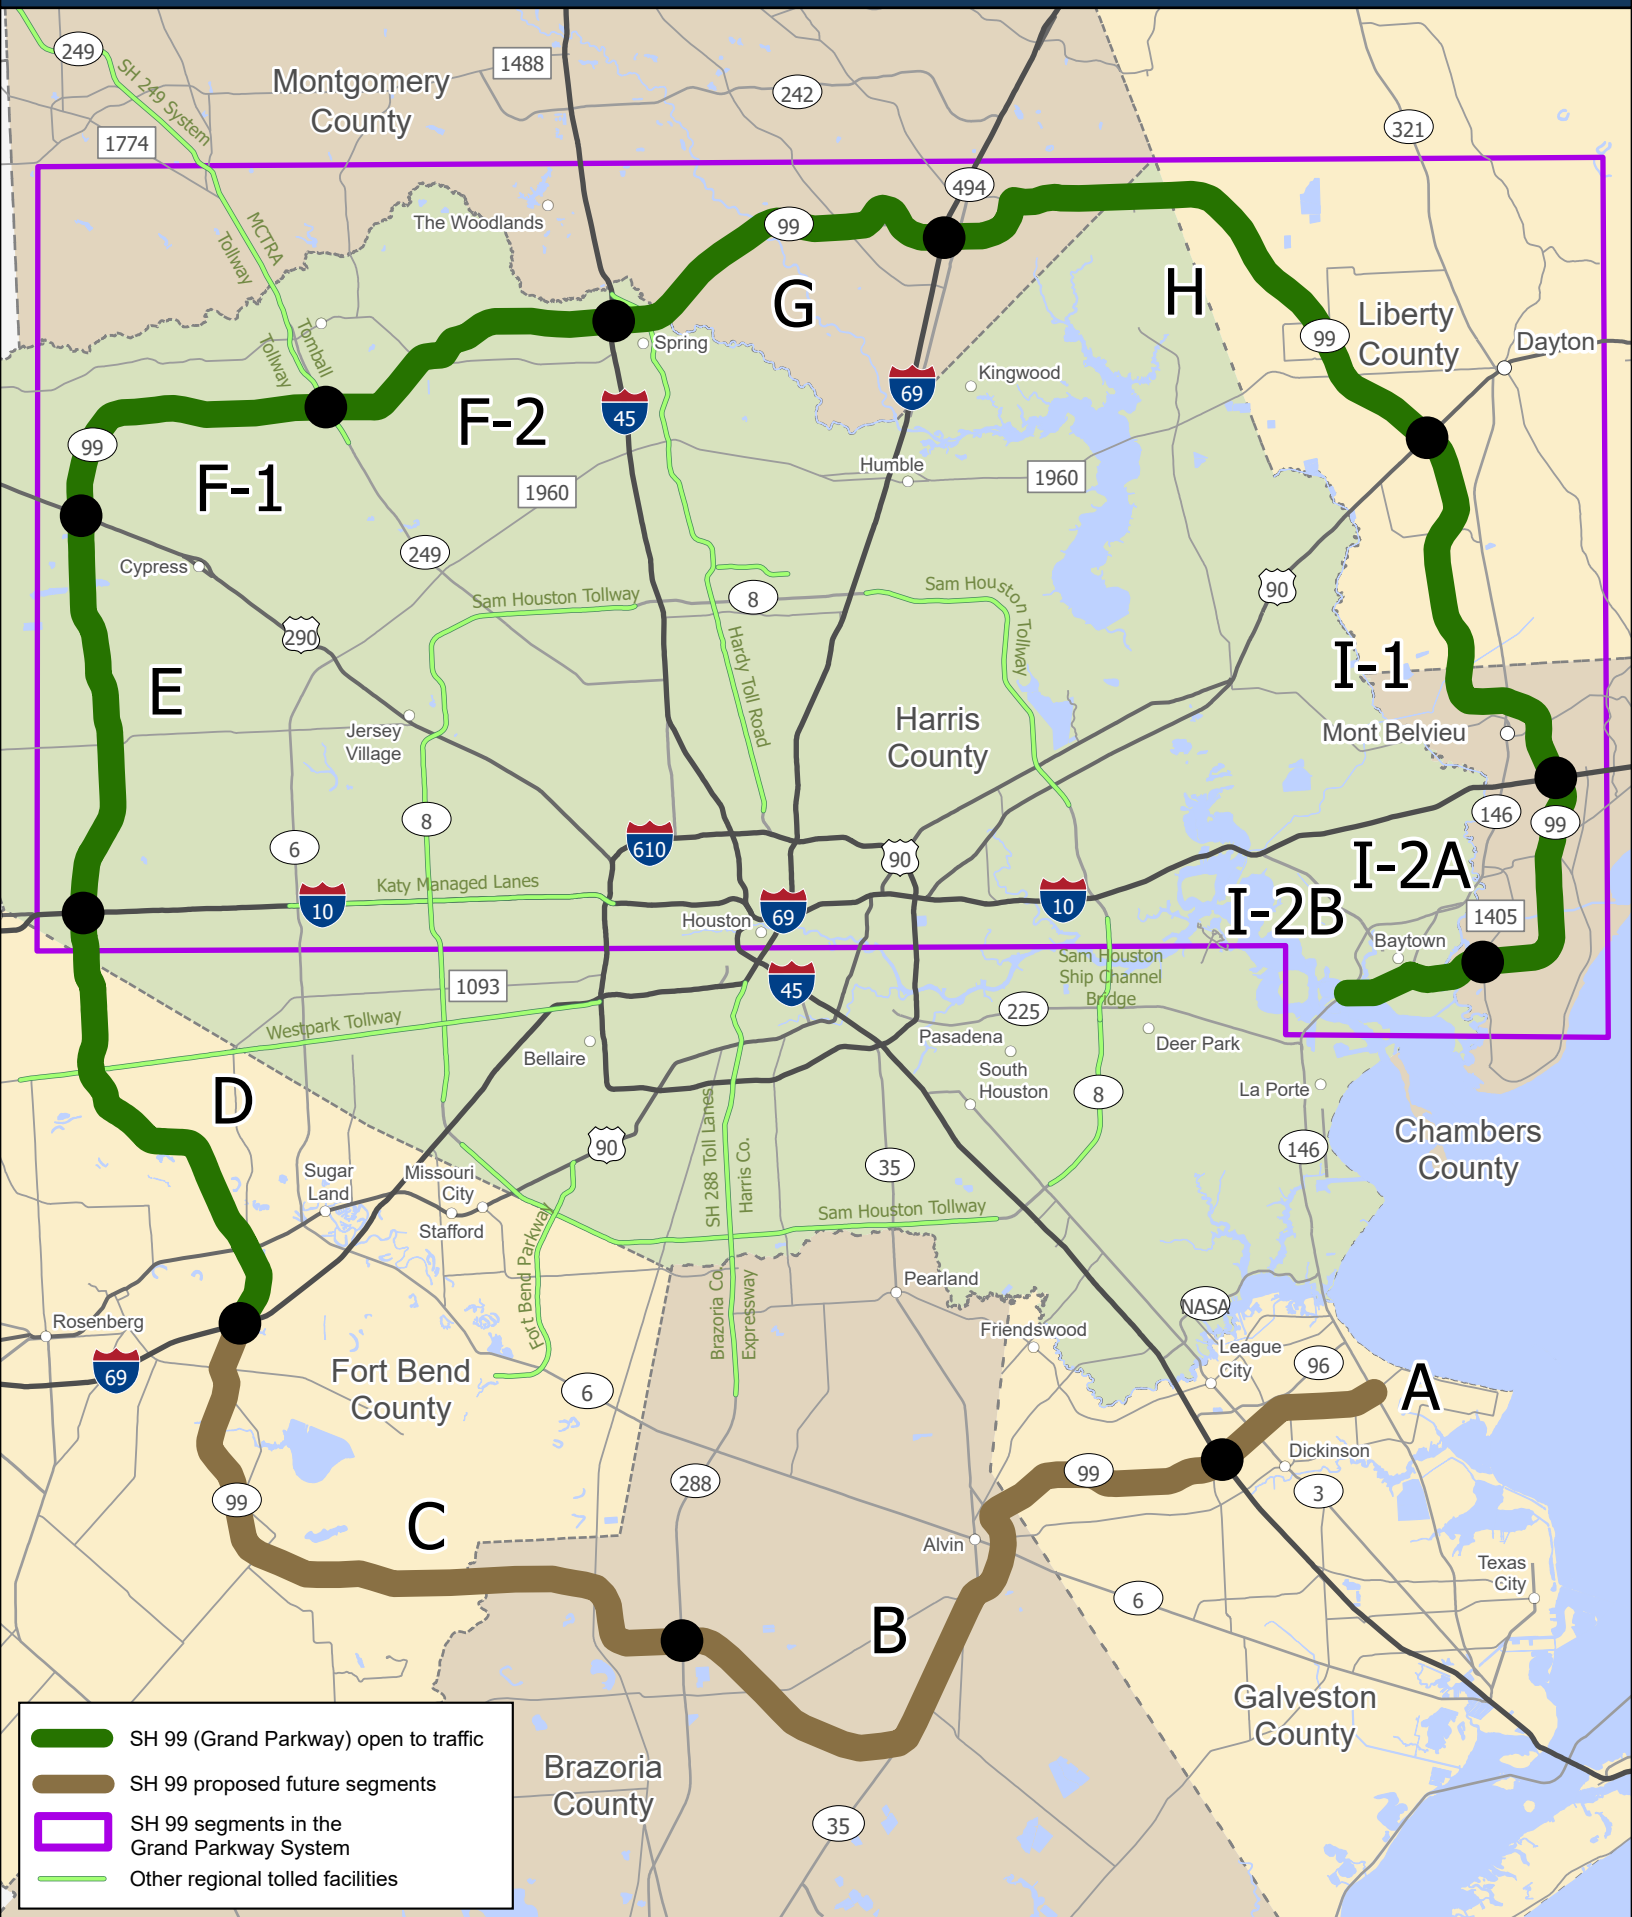 249
SH 249 System
Montgomery
County
1488
242
321
1774
494
The Woodlands
MCTRA
Tollway
99
G
H
Liberty
County
99
Dayton
Tomball
Tollway
Spring
Kingwood
69
45
F-2
99
F-1
1960
Humble
1960
249
Cypress
Sam Houston Tollway
8
Sam Houston Tollway
90
290
Hardy Toll Road
E
I-1
Harris
County
Jersey
Village
Mont Belvieu
8
6
610
90
146
99
I-2A
Katy Managed Lanes
10
69
10
I-2B
1405
Houston
Baytown
Sam Houston
Ship Channel
Bridge
1093
45
225
Westpark Tollway
Pasadena
Deer Park
Bellaire
South
Houston
La Porte
8
D
SH 288 Toll Lanes
Harris Co.
Chambers
County
90
35
146
Sugar
Land
Missouri
City
Stafford
Sam Houston Tollway
Fort Bend Parkway
Brazoria Co.
Expressway
Pearland
NASA
Rosenberg
Friendswood
League
City
69
Fort Bend
County
96
A
6
Dickinson
99
288
99
3
C
Alvin
Texas
City
6
B
Galveston
County
Brazoria
County
35
SH 99 (Grand Parkway) open to traffic
SH 99 proposed future segments
SH 99 segments in the
Grand Parkway System
Other regional tolled facilities